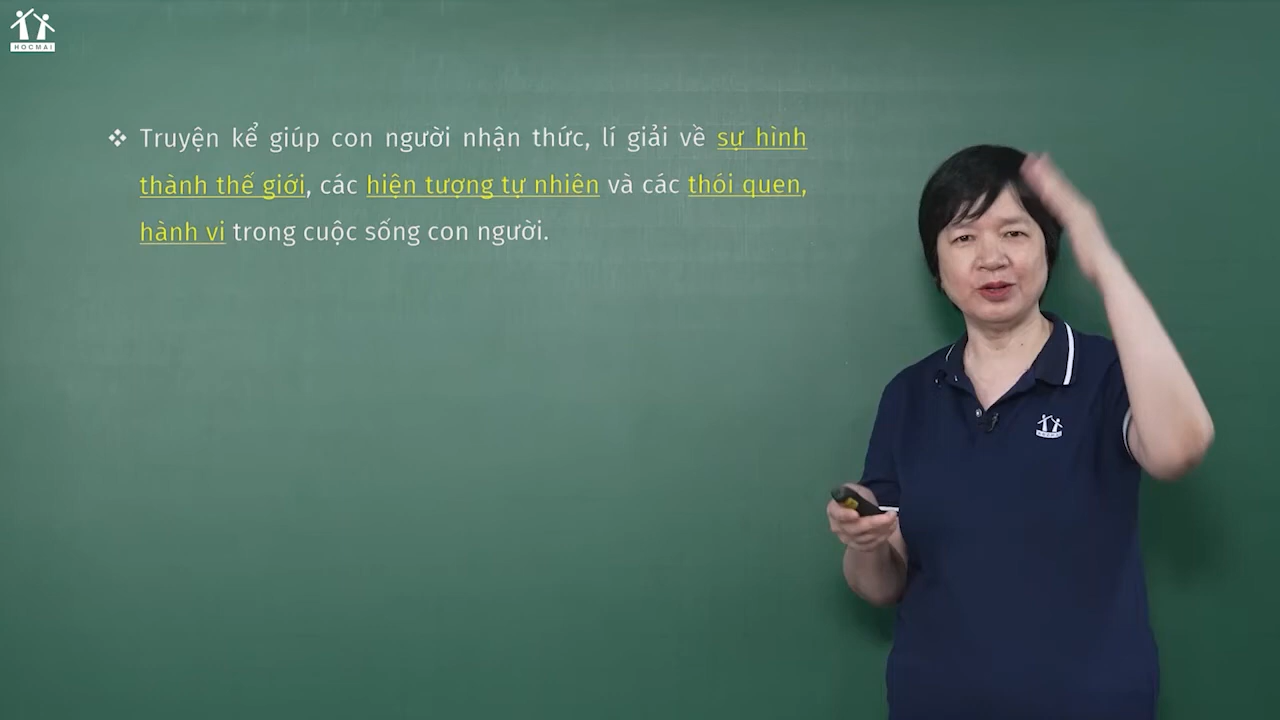 HOCMAI
❖ Truyện kể giúp con người nhận thức, lí giải về sự hình
thành thế giới, các hiện tượng tự nhiên và các thói quen,
hành vi trong cuộc sống con người.
HOCMAI